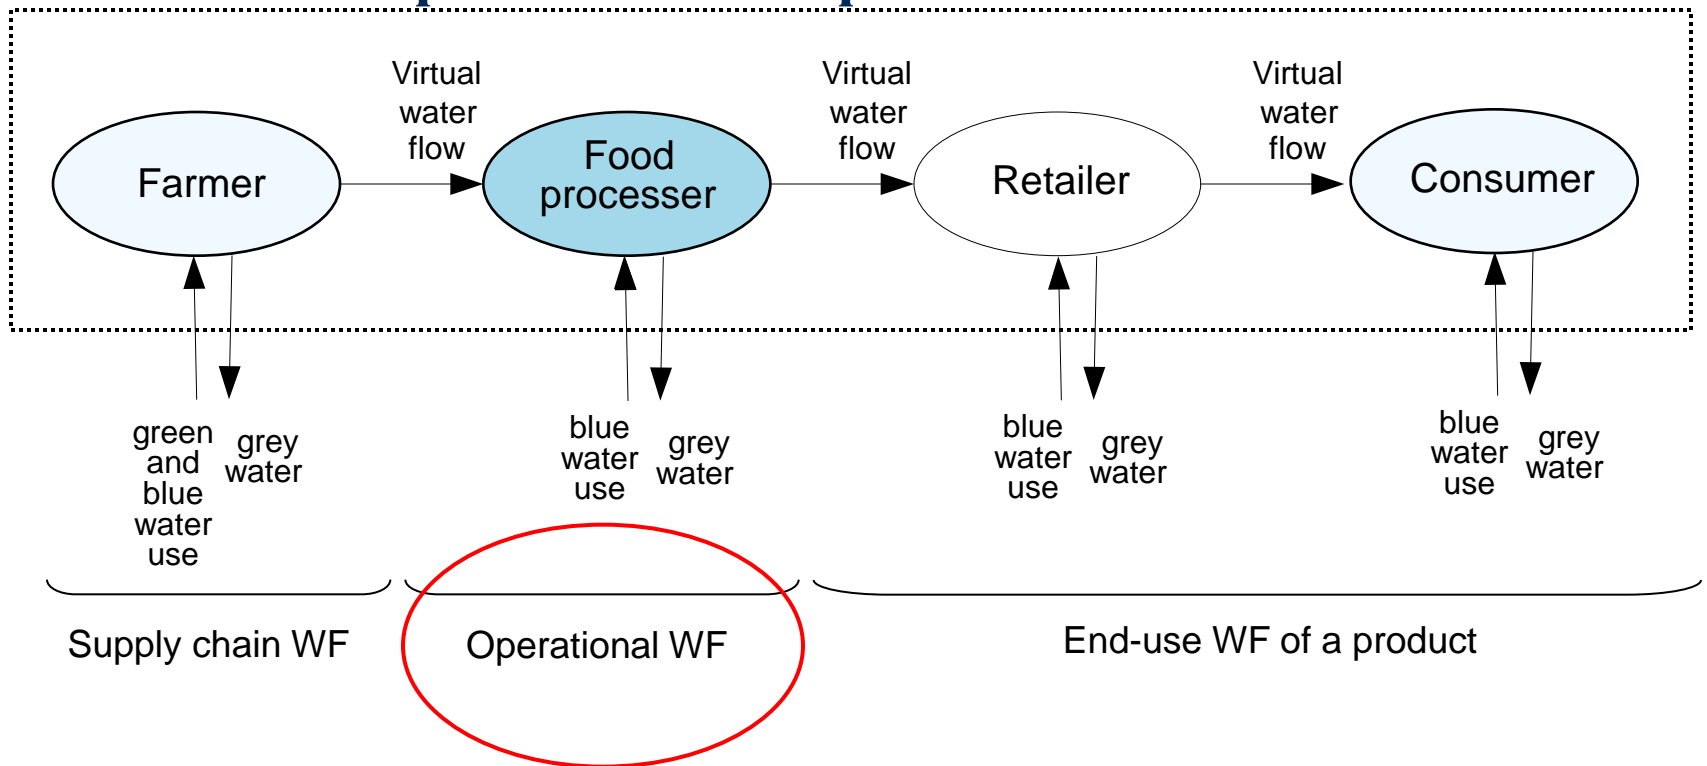 Virtual
water
flow
Virtual
water
flow
Virtual
water
flow
Farmer
Food
processer
Retailer
Consumer
green
and
blue
water
use
grey
water
blue
water
use
grey
water
blue
water
use
grey
water
blue
water
use
grey
water
Supply chain WF
Operational WF
End-use WF of a product